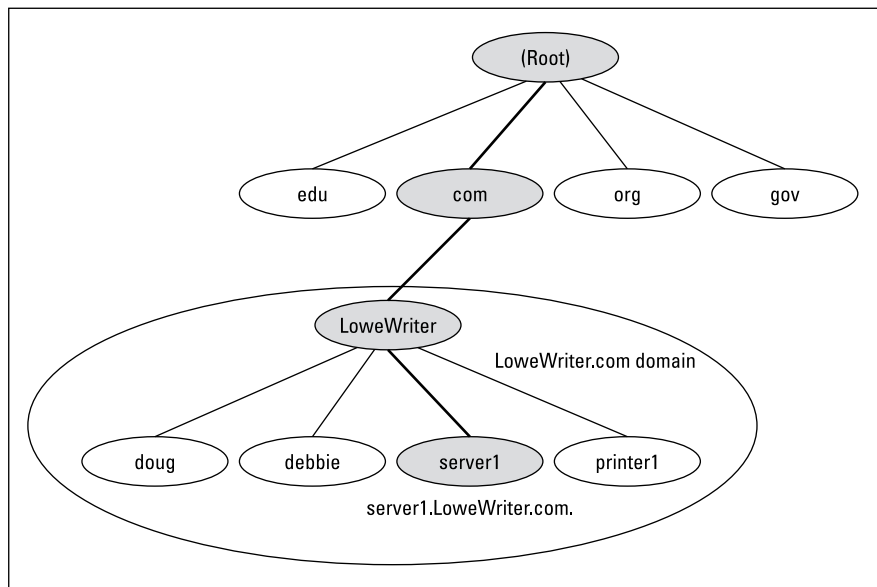 (Root)
edu
com
org
gov
LoweWriter
LoweWriter.com domain
doug
debbie
server1
printer1
server1.LoweWriter.com.